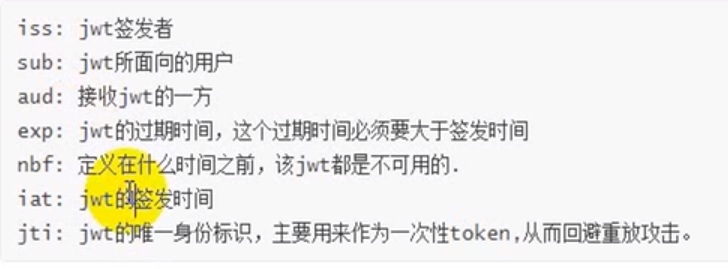 iss: jwt签发者
sub: jwt所面向的用户
aud: 接收jwt的一方
exp: jwt的过期时间，这个过期时间必须要大于签发时间
nbf: 定义在什么时间之前，该jwt都是不可用的.
iat: jwt的签发时间
jti: jwt的唯一身份标识，主要用来作为一次性token,从而回避重放攻击。